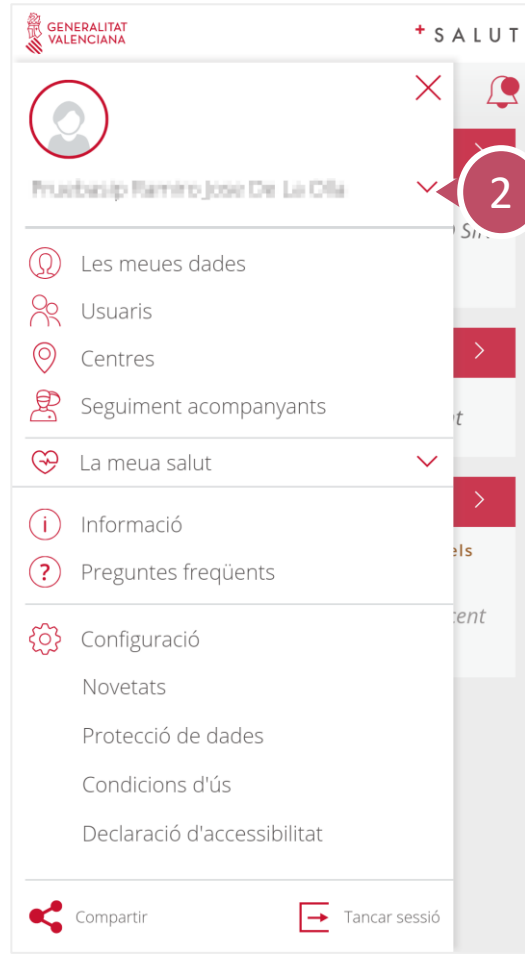 GENERALITAT
VALENCIANA
+ SALUT
2
Les meues dades
Usuaris
Centres
Seguiment acompanyants
La meua salut
i Informació
els
? Preguntes freqüents
Configuració
Novetats
Protecció de dades
Condicions d'ús
Declaració d'accessibilitat
Compartir
Tancar sessió